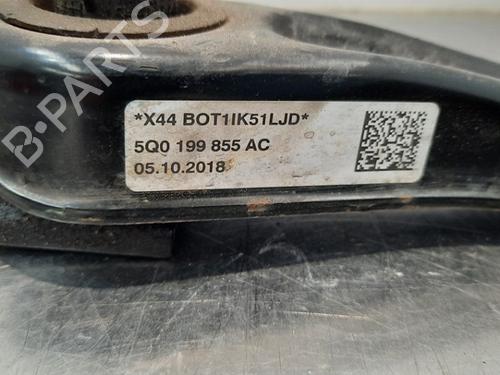 *X44 BOT1IK51LJD*
5Q0 199 855 AC
05.10.2018
B-PARTS